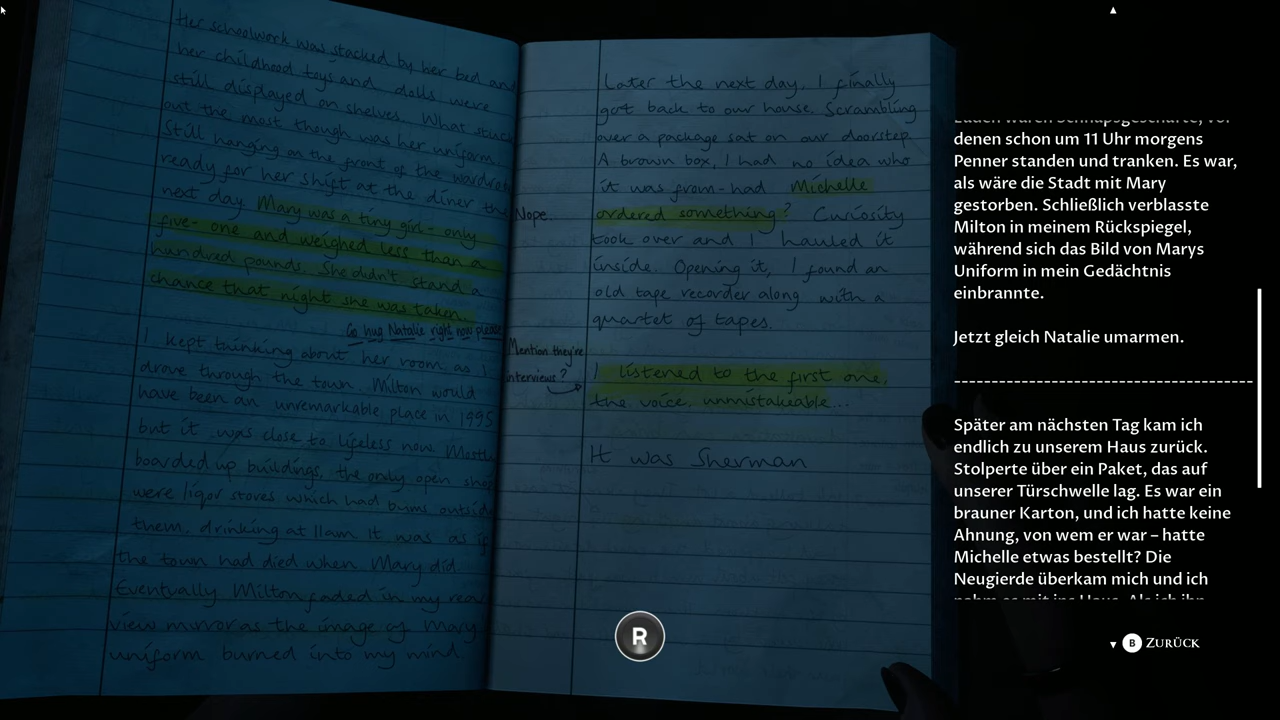 Her schoolwork was stacked by her bed and
her childhood toys and dolls were
still displayed on shelves. What stuck
out the most though was her uniform.
Still hanging on the front of the wardrobe
ready for her shift at the diner the
next day. Mary was a tiny girl - only
five-one and weighed less than a
hundred pounds. She didn't stand a
chance that night she was taken.
Go hug Natalie right now please
I kept thinking about her room as I
drove through the town. Milton would
have been an unremarkable place in 1995
but it was close to lifeless now. Mostly
boarded up buildings, the only open shops
were liqor stores which had bums outside
them, drinking at 11am. It was as if
the town had died when Mary did.
Eventually Milton faded in my rear
view mirror as the image of Mary
uniform burned into my mind.
Later the next day, I finally
got back to our house. Scrambling
over a package sat on our doorstep.
A brown box, I had no idea who
it was from - had Michelle
Nope.
ordered something? Curiosity
took over and I hauled it
inside. Opening it, I found an
old tape recorder along with a
quartet of tapes.
Mention they're
interviews?
I listened to the first one,
the voice, unmistakeable...
It was Sherman
R
denen schon um 11 Uhr morgens
Penner standen und tranken. Es war,
als wäre die Stadt mit Mary
gestorben. Schließlich verblasste
Milton in meinem Rückspiegel,
während sich das Bild von Marys
Uniform in mein Gedächtnis
einbrannte.
Jetzt gleich Natalie umarmen.
----------------------------------------
Später am nächsten Tag kam ich
endlich zu unserem Haus zurück.
Stolperte über ein Paket, das auf
unserer Türschwelle lag. Es war ein
brauner Karton, und ich hatte keine
Ahnung, von wem er war – hatte
Michelle etwas bestellt? Die
Neugierde überkam mich und ich
B ZURÜCK